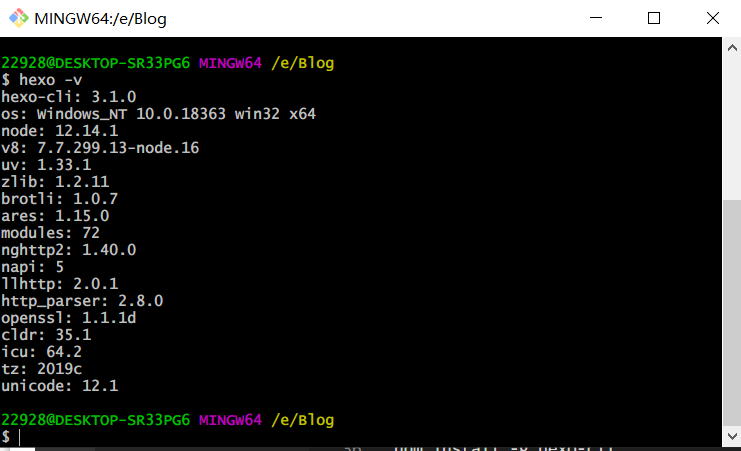 MINGW64:/e/Blog
22928@DESKTOP-SR33PG6 MINGW64 /e/Blog
$ hexo -v
hexo-cli: 3.1.0
os: Windows_NT 10.0.18363 win32 x64
node: 12.14.1
v8: 7.7.299.13-node.16
uv: 1.33.1
zlib: 1.2.11
brotli: 1.0.7
ares: 1.15.0
modules: 72
nghttp2: 1.40.0
napi: 5
llhttp: 2.0.1
http_parser: 2.8.0
openssl: 1.1.1d
cldr: 35.1
icu: 64.2
tz: 2019c
unicode: 12.1
22928@DESKTOP-SR33PG6 MINGW64 /e/Blog
$